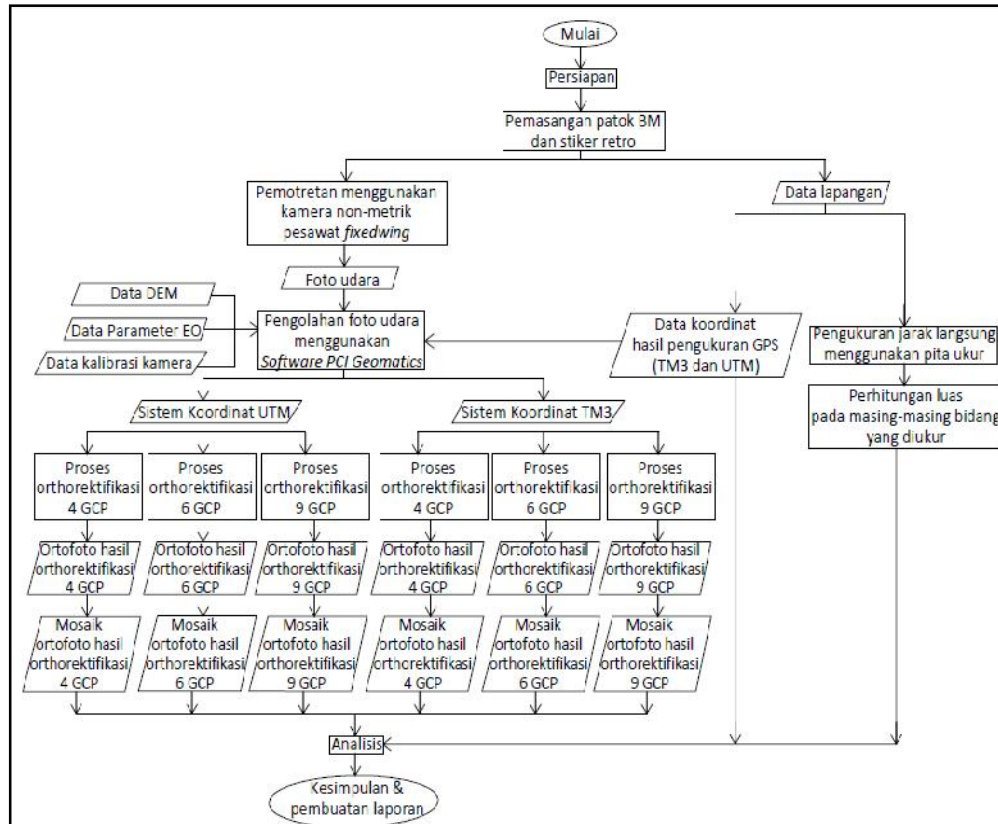 Mulai
Persiapan
Pemasangan patok BM
dan stiker retro
Pemotretan menggunakan
kamera non-metrik
pesawat fixedwing
Data lapangan
Foto udara
Data DEM
Data Parameter EO
Data kalibrasi kamera
Pengolahan foto udara
menggunakan
Software PCI Geomatics
Data koordinat
hasil pengukuran GPS
(TM3 dan UTM)
Pengukuran jarak langsung
menggunakan pita ukur
Perhitungan luas
pada masing-masing bidang
yang diukur
Sistem Koordinat UTM
Sistem Koordinat TM3
Proses
orthorektifikasi
4 GCP
Proses
orthorektifikasi
6 GCP
Proses
orthorektifikasi
9 GCP
Proses
orthorektifikasi
4 GCP
Proses
orthorektifikasi
6 GCP
Proses
orthorektifikasi
9 GCP
Ortofoto hasil
orthorektifikasi
4 GCP
Ortofoto hasil
orthorektifikasi
6 GCP
Ortofoto hasil
orthorektifikasi
9 GCP
Ortofoto hasil
orthorektifikasi
4 GCP
Ortofoto hasil
orthorektifikasi
6 GCP
Ortofoto hasil
orthorektifikasi
9 GCP
Mosaik
ortofoto hasil
orthorektifikasi
4 GCP
Mosaik
ortofoto hasil
orthorektifikasi
6 GCP
Mosaik
ortofoto hasil
orthorektifikasi
9 GCP
Mosaik
ortofoto hasil
orthorektifikasi
4 GCP
Mosaik
ortofoto hasil
orthorektifikasi
6 GCP
Mosaik
ortofoto hasil
orthorektifikasi
9 GCP
Analisis
Kesimpulan &
pembuatan laporan